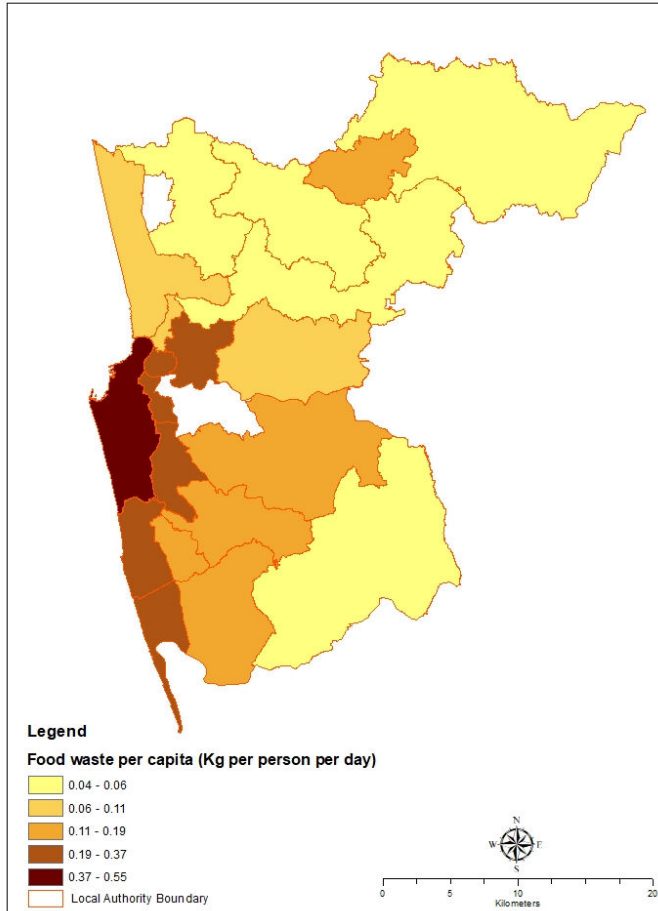 Legend
Food waste per capita (Kg per person per day)
0.04 - 0.06
0.06 - 0.11
0.11 - 0.19
0.19 - 0.37
0.37 - 0.55
Local Authority Boundary
N
W E
S
0 5 10 15 20
Kilometers